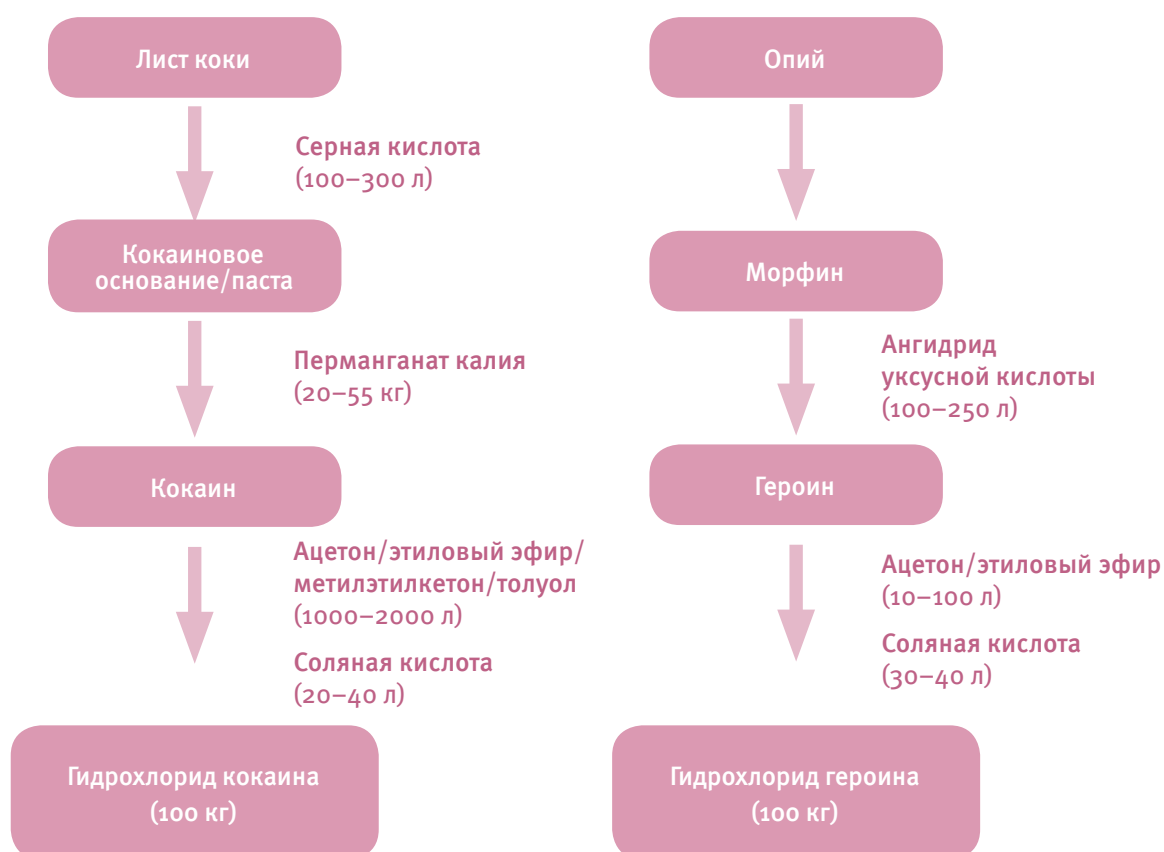 Лист коки
Серная кислота
(100–300 л)
Кокаиновое
основание/паста
Перманганат калия
(20–55 кг)
Кокаин
Ацетон/этиловый эфир/
метилэтилкетон/толуол
(1000–2000 л)
Соляная кислота
(20–40 л)
Гидрохлорид кокаина
(100 кг)
Опий
Морфин
Ангидрид
уксусной кислоты
(100–250 л)
Героин
Ацетон/этиловый эфир
(10–100 л)
Соляная кислота
(30–40 л)
Гидрохлорид героина
(100 кг)